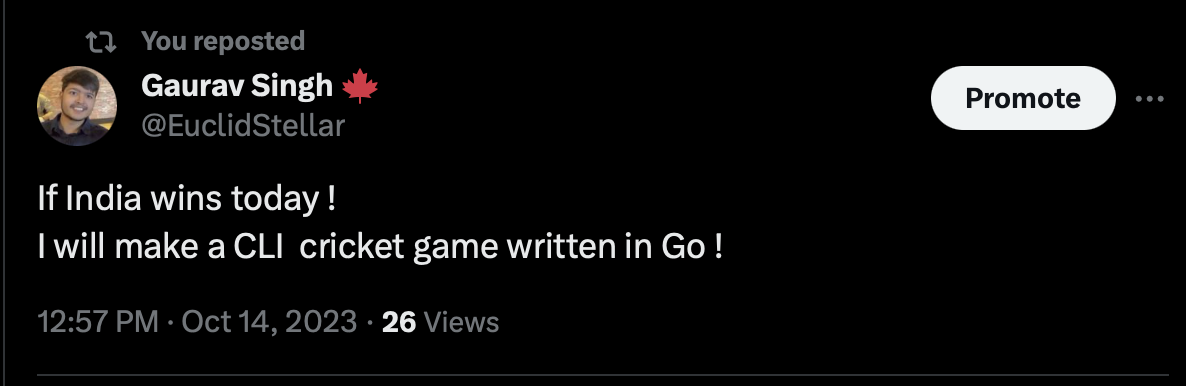 You reposted
Gaurav Singh 🍁
@EuclidStellar
Promote
If India wins today !
I will make a CLI  cricket game written in Go !
12:57 PM · Oct 14, 2023 · 26 Views